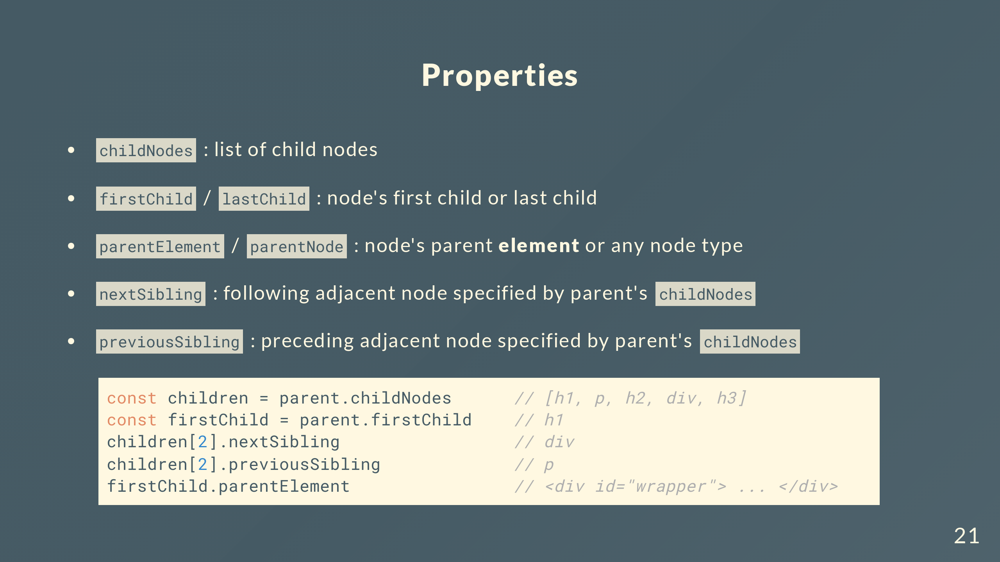 Properties
• childNodes : list of child nodes
• firstChild / lastChild : node's first child or last child
• parentElement / parentNode : node's parent element or any node type
• nextSibling : following adjacent node specified by parent's childNodes
• previousSibling : preceding adjacent node specified by parent's childNodes
const children = parent.childNodes      // [h1, p, h2, div, h3]
const firstChild = parent.firstChild    // h1
children[2].nextSibling                 // div
children[2].previousSibling             // p
firstChild.parentElement                // <div id="wrapper"> ... </div>
21